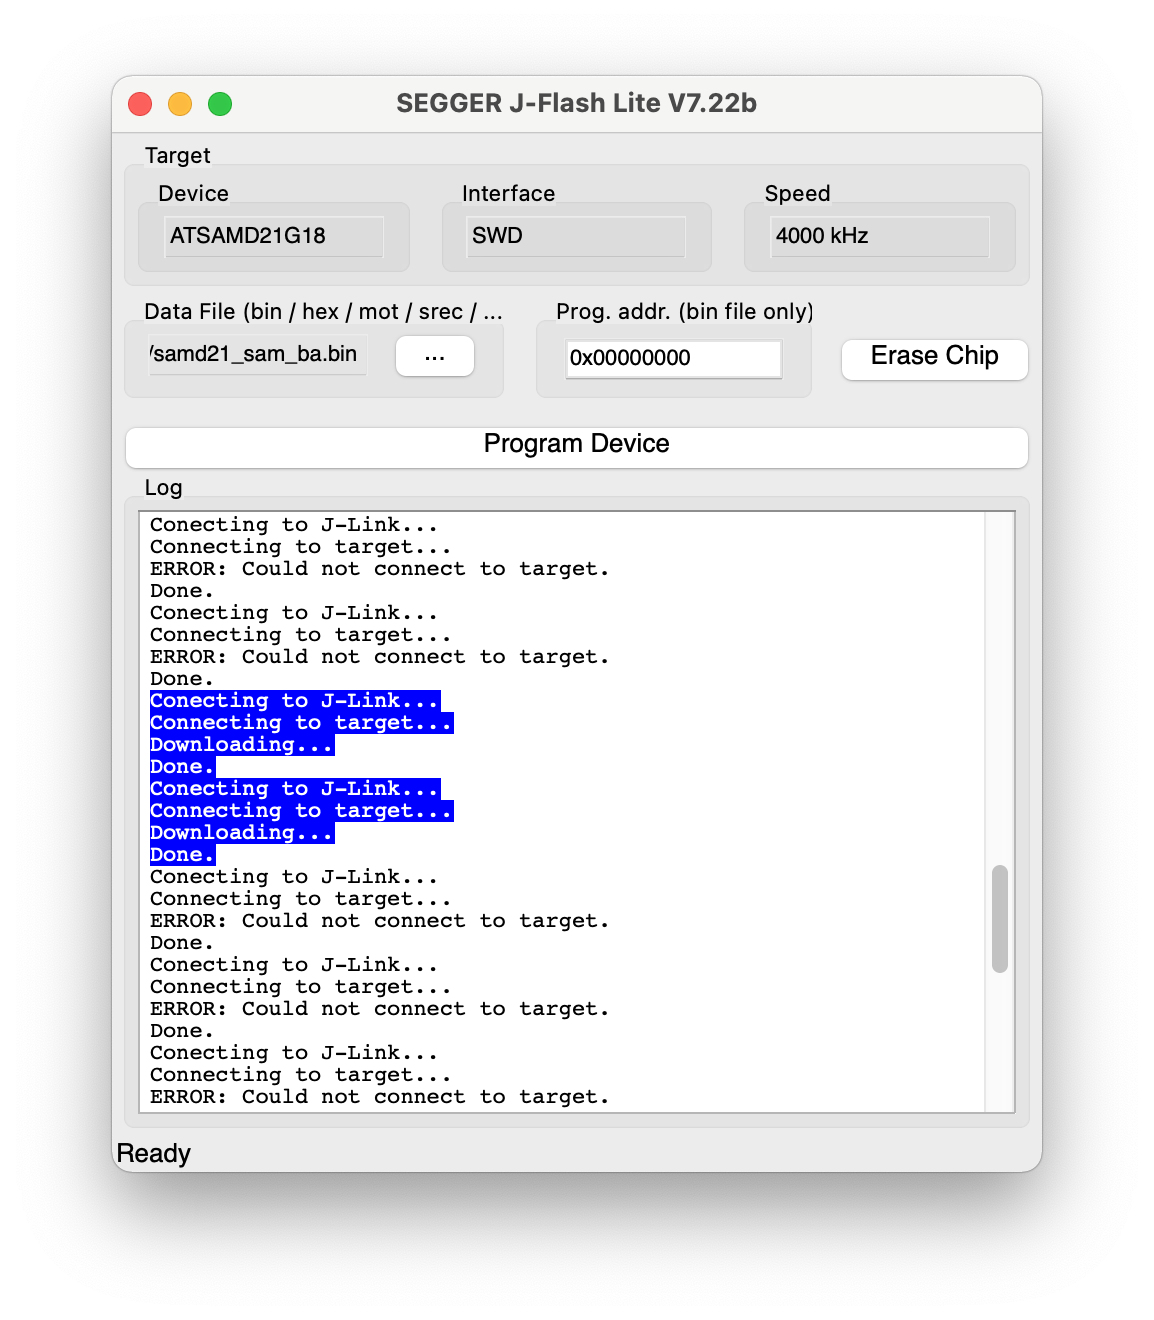 SEGGER J-Flash Lite V7.22b
Target
Device
Interface
Speed
ATSAMD21G18
SWD
4000 kHz
Data File (bin / hex / mot / srec / ...
Prog. addr. (bin file only)
/samd21_sam_ba.bin
...
0x00000000
Erase Chip
Program Device
Log
Conecting to J-Link...
Connecting to target...
ERROR: Could not connect to target.
Done.
Conecting to J-Link...
Connecting to target...
ERROR: Could not connect to target.
Done.
Conecting to J-Link...
Connecting to target...
Downloading...
Done.
Conecting to J-Link...
Connecting to target...
Downloading...
Done.
Conecting to J-Link...
Connecting to target...
ERROR: Could not connect to target.
Done.
Conecting to J-Link...
Connecting to target...
ERROR: Could not connect to target.
Done.
Conecting to J-Link...
Connecting to target...
ERROR: Could not connect to target.
Ready